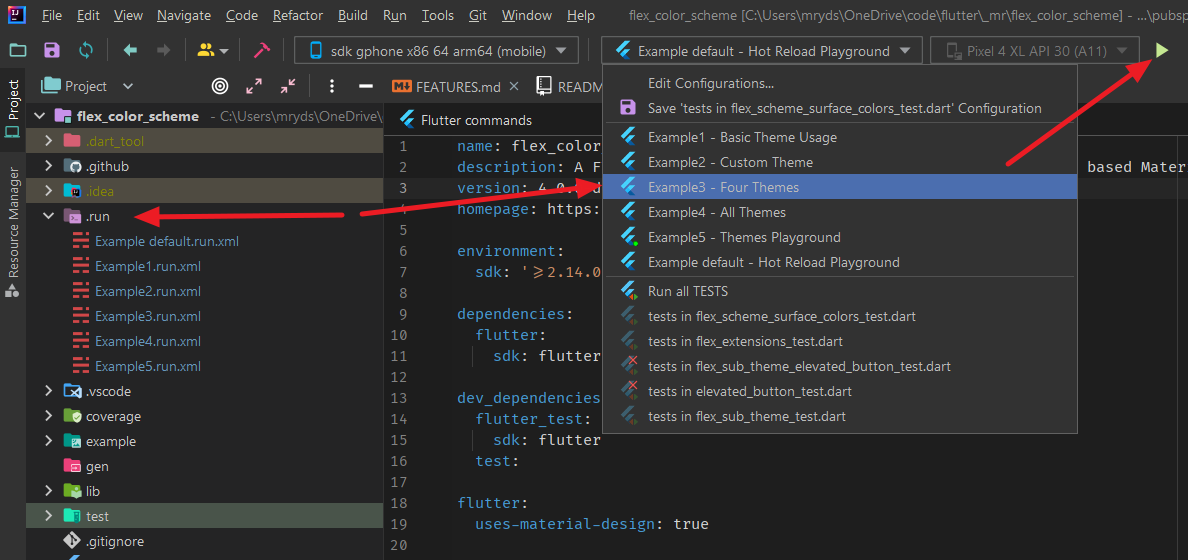 File Edit View Navigate Code Refactor Build Run Tools Git Window Help
flex_color_scheme [C:\Users\mryds\OneDrive\code\flutter\_mr\flex_color_scheme] - ...\pubsp
sdk gphone x86 64 arm64 (mobile)
Example default - Hot Reload Playground
Pixel 4 XL API 30 (A11)
Project
Resource Manager
Project
flex_color_scheme - C:\Users\mryds\OneDrive\
.dart_tool
.github
.idea
.run
Example default.run.xml
Example1.run.xml
Example2.run.xml
Example3.run.xml
Example4.run.xml
Example5.run.xml
.vscode
coverage
example
gen
lib
test
.gitignore
FEATURES.md
READM
Flutter commands
1 name: flex_color
2 description: A F
based Mater
3 version: 4.0.
4 homepage: https:
5
6 environment:
7 sdk: '>=2.14.0
8
9 dependencies:
10 flutter:
11 sdk: flutter
12
13 dev_dependencies
14 flutter_test:
15 sdk: flutter
16 test:
17
18 flutter:
19 uses-material-design: true
20
Edit Configurations...
Save 'tests in flex_scheme_surface_colors_test.dart' Configuration
Example1 - Basic Theme Usage
Example2 - Custom Theme
Example3 - Four Themes
Example4 - All Themes
Example5 - Themes Playground
Example default - Hot Reload Playground
Run all TESTS
tests in flex_scheme_surface_colors_test.dart
tests in flex_extensions_test.dart
tests in flex_sub_theme_elevated_button_test.dart
tests in elevated_button_test.dart
tests in flex_sub_theme_test.dart